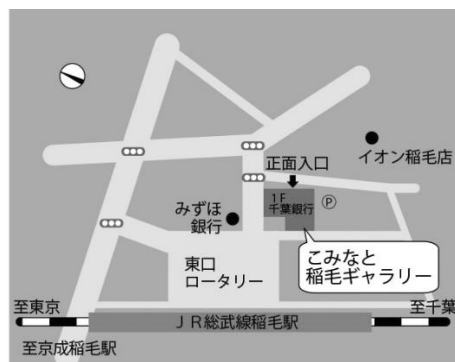 正面入口
イオン稲毛店
1F
千葉銀行
Ⓟ
みずほ
銀行
こみなと
稲毛ギャラリー
東口
ロータリー
至東京
至千葉
JR総武線稲毛駅
至京成稲毛駅